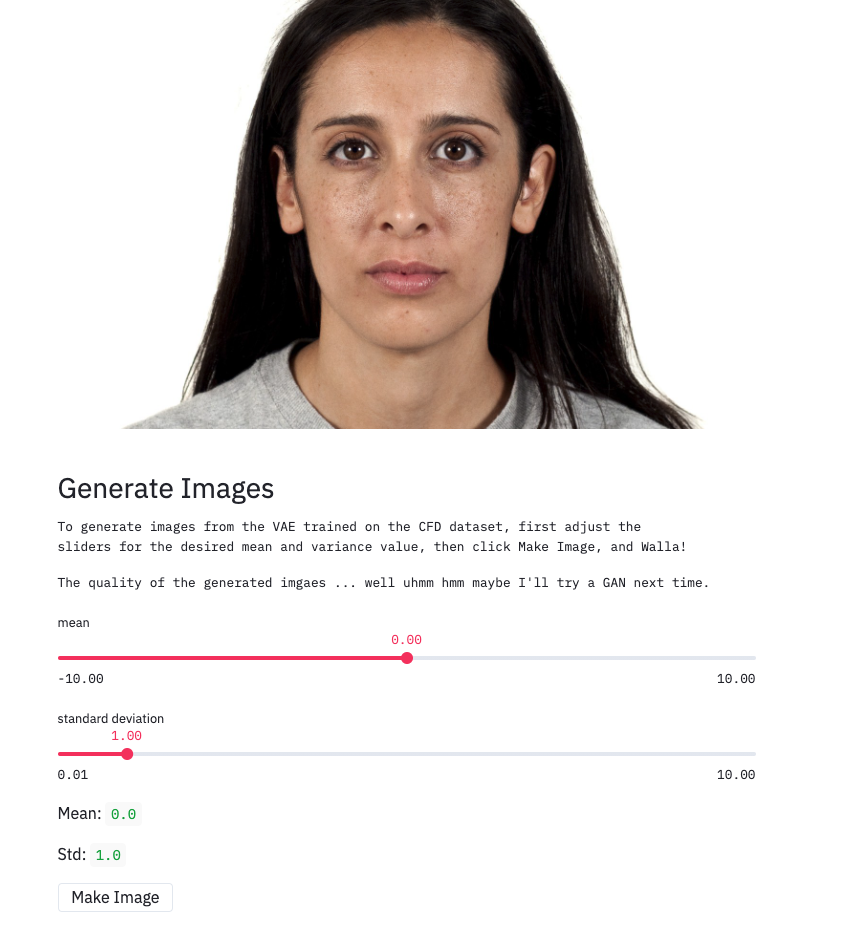 Generate Images
To generate images from the VAE trained on the CFD dataset, first adjust the
sliders for the desired mean and variance value, then click Make Image, and Walla!
The quality of the generated imgaes ... well uhmm hmm maybe I'll try a GAN next time.
mean
0.00
-10.00 10.00
standard deviation
1.00
0.01 10.00
Mean: 0.0
Std: 1.0
Make Image